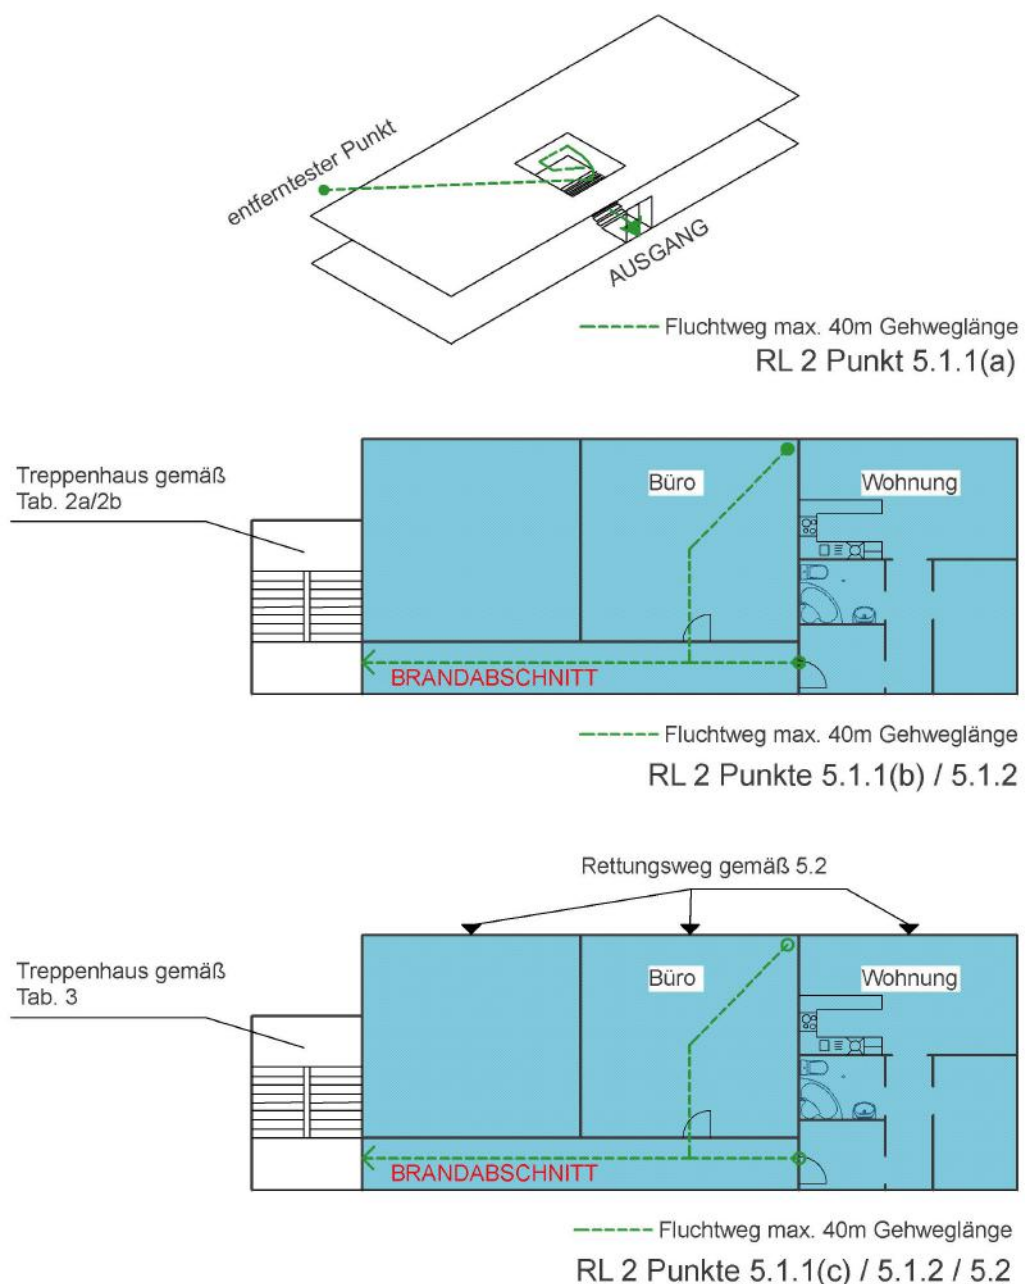 entferntester Punkt
AUSGANG
Fluchtweg max. 40m Gehweglänge
RL 2 Punkt 5.1.1(a)
Treppenhaus gemäß
Tab. 2a/2b
Büro
Wohnung
BRANDABSCHNITT
Fluchtweg max. 40m Gehweglänge
RL 2 Punkte 5.1.1(b) / 5.1.2
Rettungsweg gemäß 5.2
Treppenhaus gemäß
Tab. 3
Büro
Wohnung
BRANDABSCHNITT
Fluchtweg max. 40m Gehweglänge
RL 2 Punkte 5.1.1(c) / 5.1.2 / 5.2